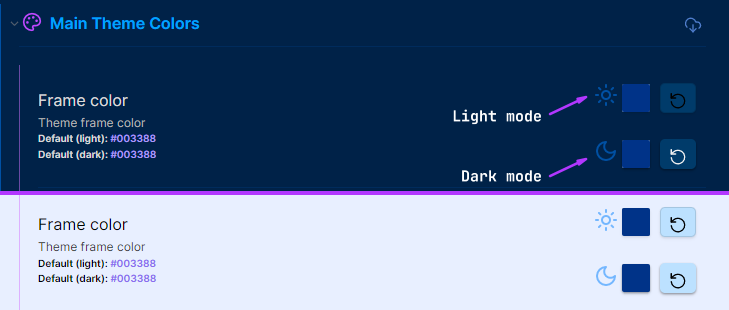 Main Theme Colors
Frame color
Theme frame color
Default (light): #003388
Default (dark): #003388
Light mode
Dark mode
Frame color
Theme frame color
Default (light): #003388
Default (dark): #003388